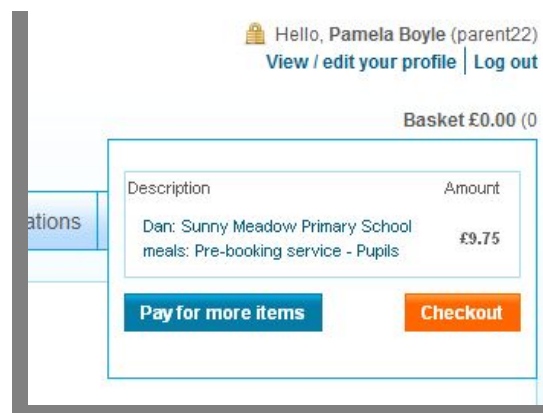 Hello, Pamela Boyle (parent22)
View / edit your profile | Log out
Basket £0.00 (0
Description Amount
Dan: Sunny Meadow Primary School
meals: Pre-booking service - Pupils
£9.75
ations
Pay for more items Checkout